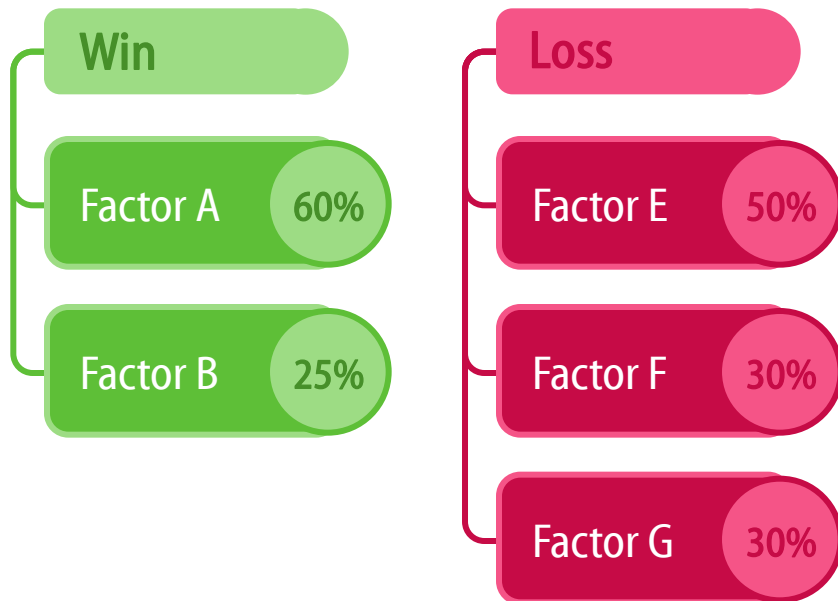 Win
Factor A 60%
Factor B 25%
Loss
Factor E 50%
Factor F 30%
Factor G 30%